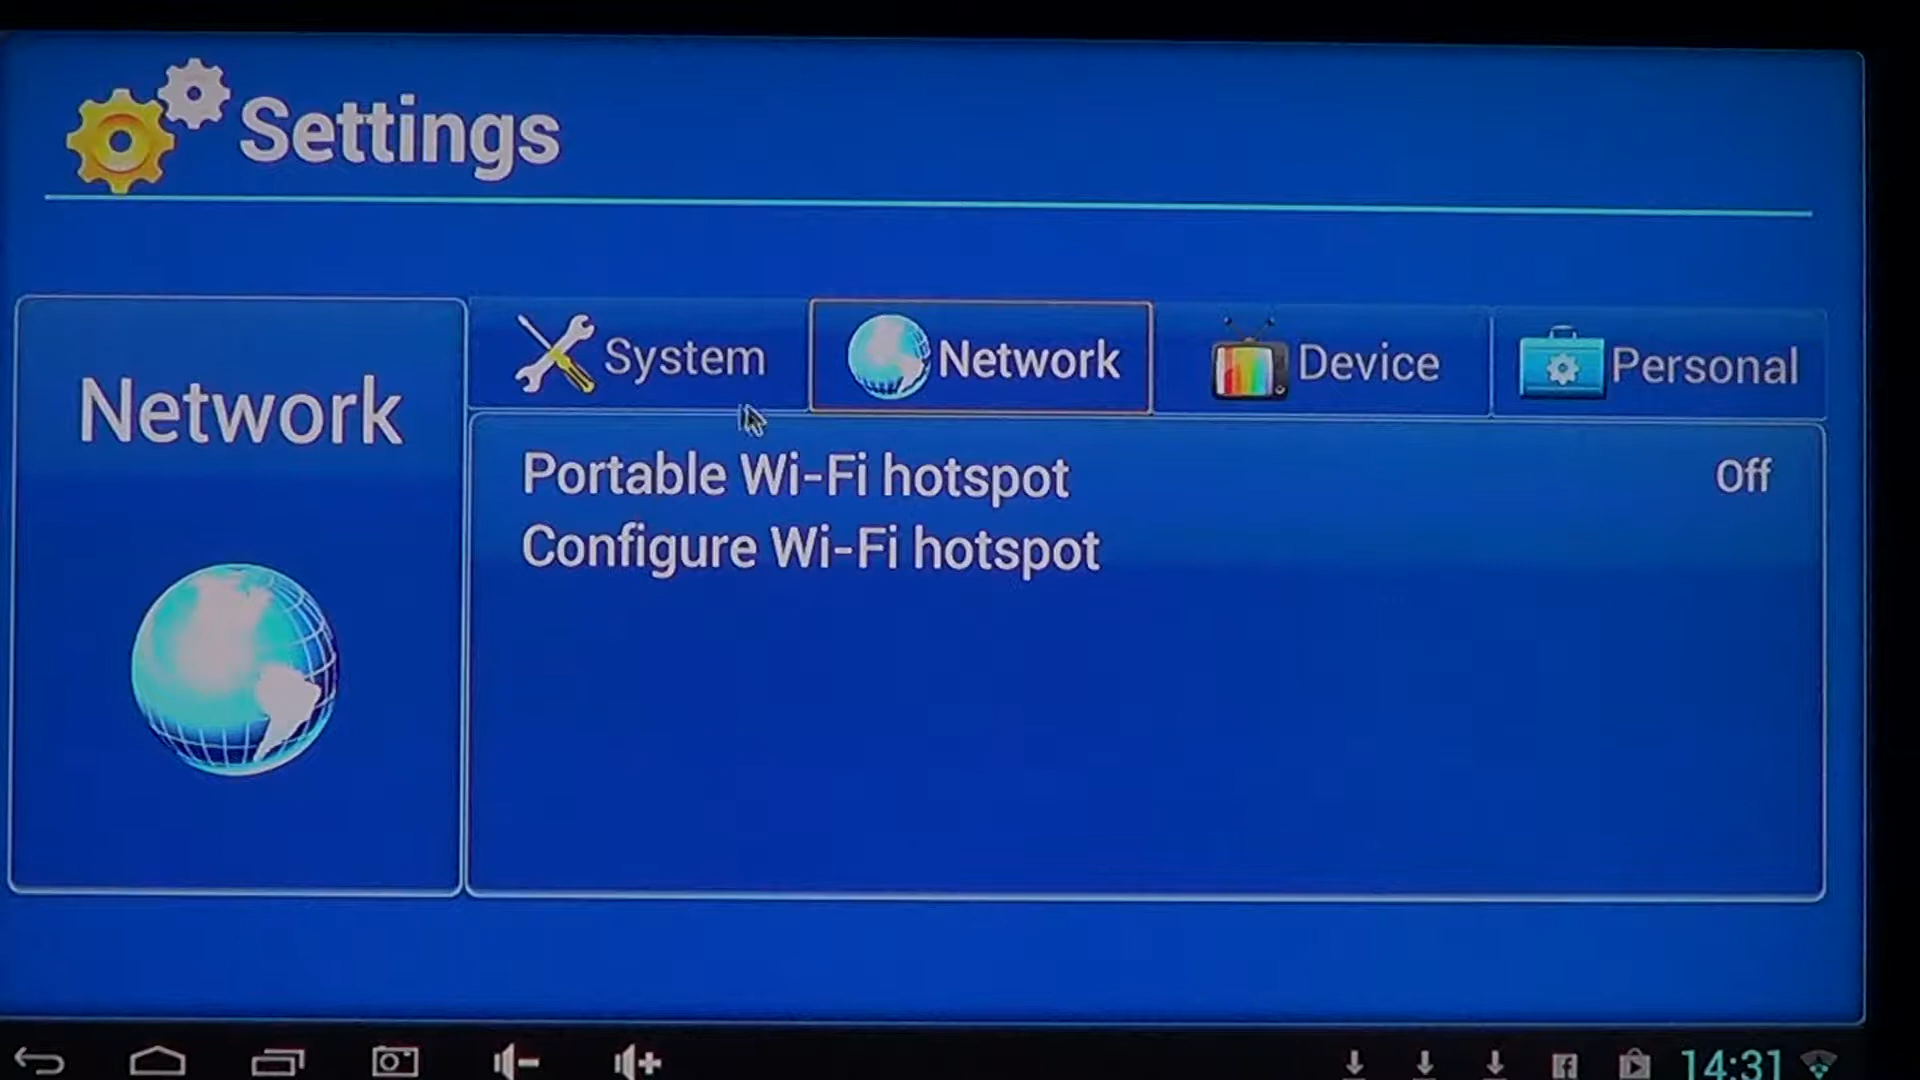 Settings
System
Network
Device
Personal
Network
Portable Wi-Fi hotspot
Off
Configure Wi-Fi hotspot
14:31